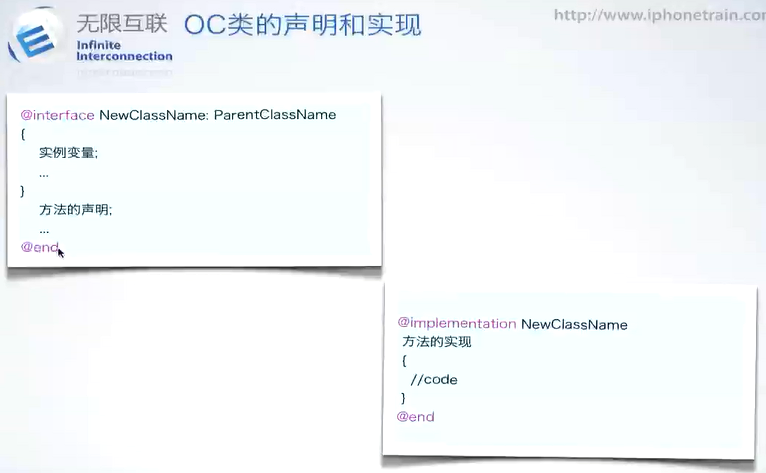 无限互联
Infinite
Interconnection
OC类的声明和实现
http://www.iphonetrain.com
@interface NewClassName: ParentClassName
{
实例变量;
...
}
方法的声明;
...
@end
@implementation NewClassName
方法的实现
{
//code
}
@end